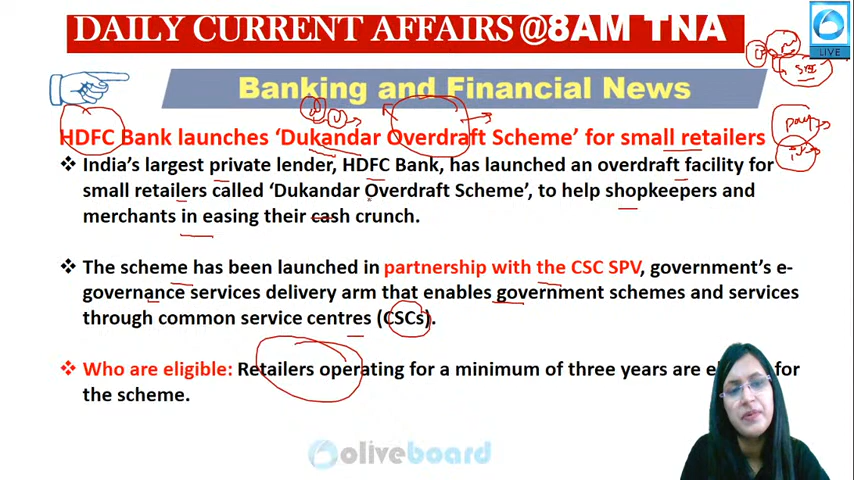 DAILY CURRENT AFFAIRS @8AM TNA
LIVE
Banking and Financial News
HDFC Bank launches ‘Dukandar Overdraft Scheme’ for small retailers
India's largest private lender, HDFC Bank, has launched an overdraft facility for
small retailers called ‘Dukandar Overdraft Scheme’, to help shopkeepers and
merchants in easing their cash crunch.
The scheme has been launched in partnership with the CSC SPV, government's e-
governance services delivery arm that enables government schemes and services
through common service centres (CSCs).
Who are eligible: Retailers operating for a minimum of three years are for
the scheme.
oliveboard